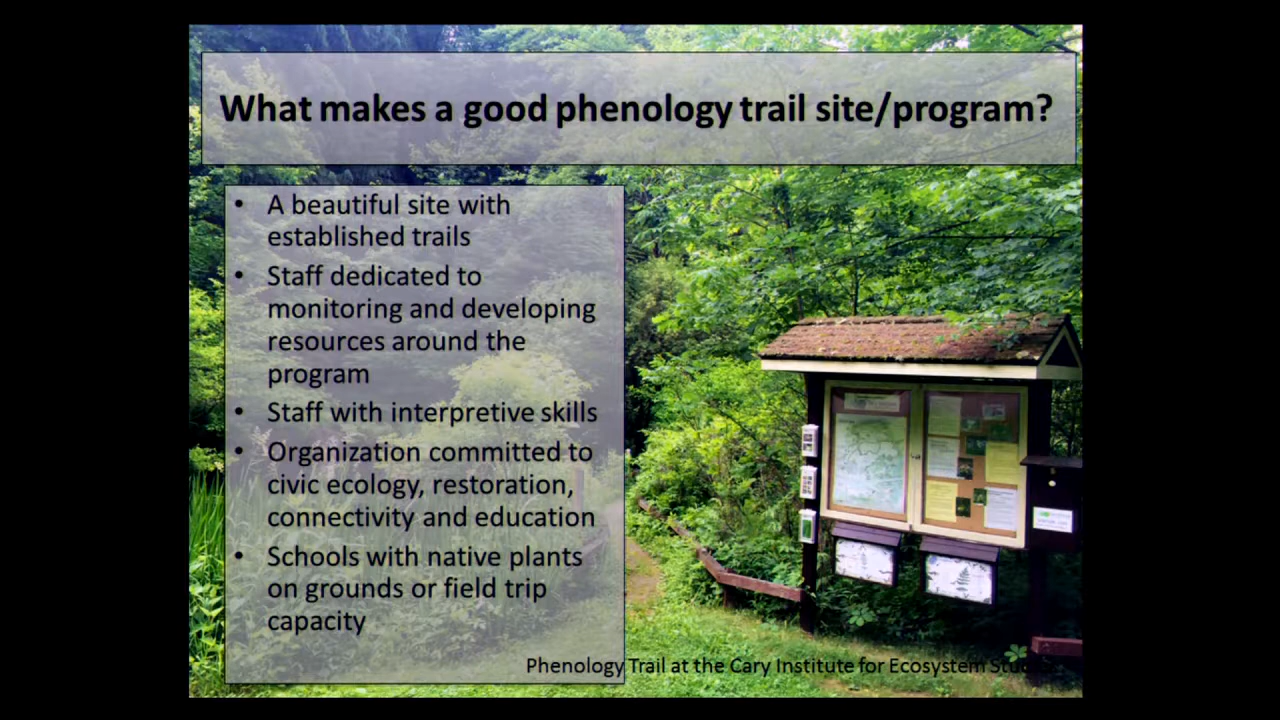 What makes a good phenology trail site/program?
• A beautiful site with
established trails
• Staff dedicated to
monitoring and developing
resources around the
program
• Staff with interpretive skills
• Organization committed to
civic ecology, restoration,
connectivity and education
• Schools with native plants
on grounds or field trip
capacity
Phenology Trail at the Cary Institute for Ecosystem